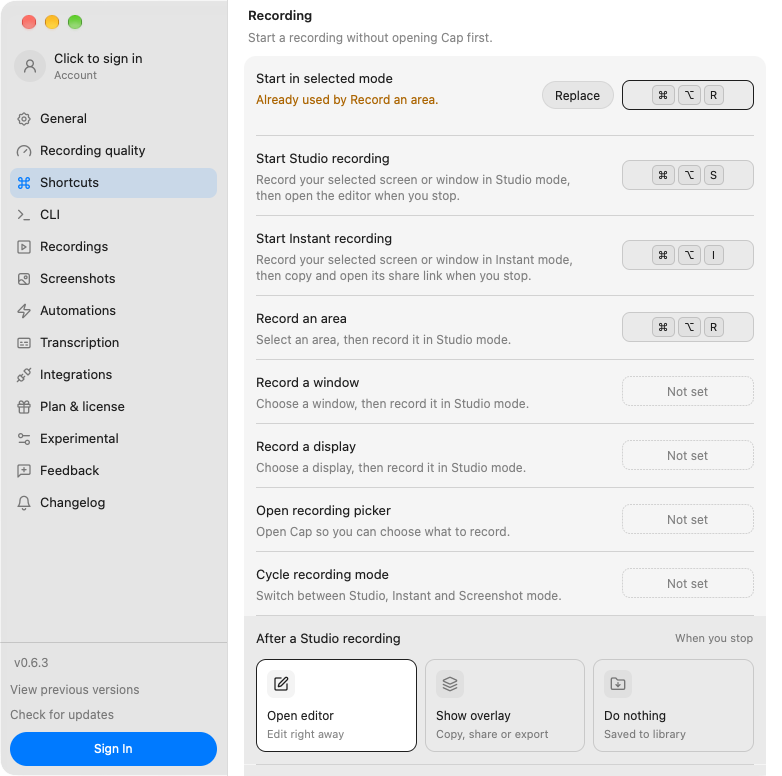 Click to sign in
Account
General
Recording quality
Shortcuts
CLI
Recordings
Screenshots
Automations
Transcription
Integrations
Plan & license
Experimental
Feedback
Changelog
v0.6.3
View previous versions
Check for updates
Sign In
Recording
Start a recording without opening Cap first.
Start in selected mode
Already used by Record an area.
Replace
⌘ ⌥ R
Start Studio recording
Record your selected screen or window in Studio mode,
then open the editor when you stop.
⌘ ⌥ S
Start Instant recording
Record your selected screen or window in Instant mode,
then copy and open its share link when you stop.
⌘ ⌥ I
Record an area
Select an area, then record it in Studio mode.
⌘ ⌥ R
Record a window
Choose a window, then record it in Studio mode.
Not set
Record a display
Choose a display, then record it in Studio mode.
Not set
Open recording picker
Open Cap so you can choose what to record.
Not set
Cycle recording mode
Switch between Studio, Instant and Screenshot mode.
Not set
After a Studio recording
When you stop
Open editor
Edit right away
Show overlay
Copy, share or export
Do nothing
Saved to library